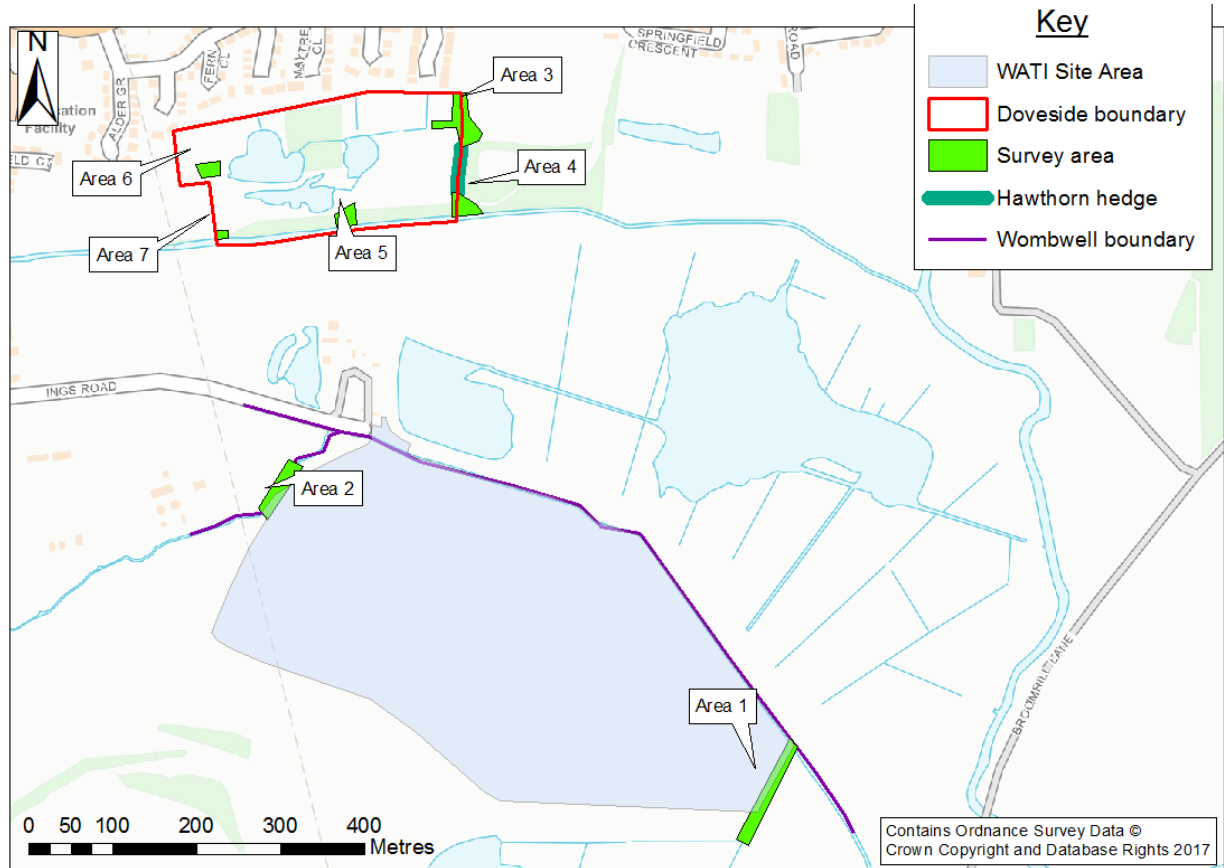 N
FERN
CL
MAYTRE
CL
ALDER GR
Facility
SPRINGFIELD
CRESCENT
ROAD
Area 3
Area 6
Area 4
Area 7
Area 5
Key
WATI Site Area
Doveside boundary
Survey area
Hawthorn hedge
Wombwell boundary
INGS ROAD
Area 2
Area 1
BROOMHILL LANE
0 50 100 200 300 400
Metres
Contains Ordnance Survey Data ©
Crown Copyright and Database Rights 2017